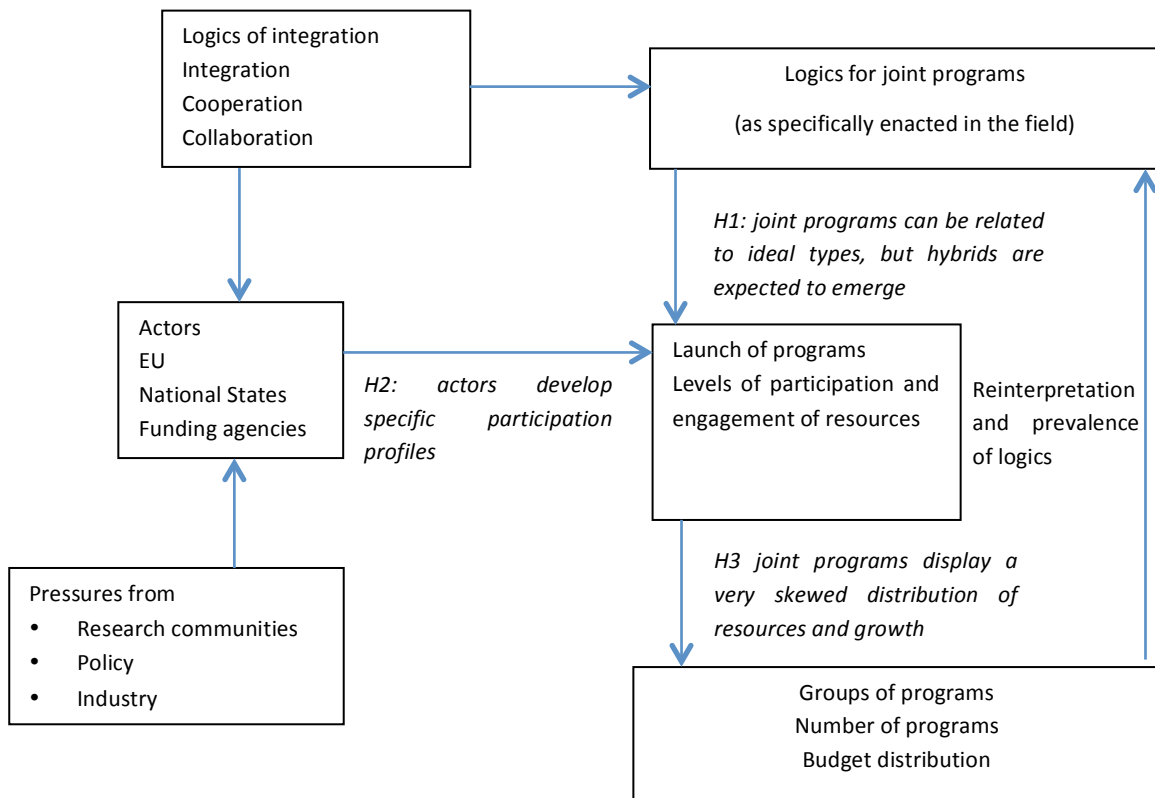 Logics of integration
Integration
Cooperation
Collaboration
Logics for joint programs
(as specifically enacted in the field)
H1: joint programs can be related
to ideal types, but hybrids are
expected to emerge
Actors
EU
National States
Funding agencies
H2: actors develop
specific participation
profiles
Launch of programs
Levels of participation and
engagement of resources
Reinterpretation
and prevalence
of logics
Pressures from
• Research communities
• Policy
• Industry
H3 joint programs display a
very skewed distribution of
resources and growth
Groups of programs
Number of programs
Budget distribution